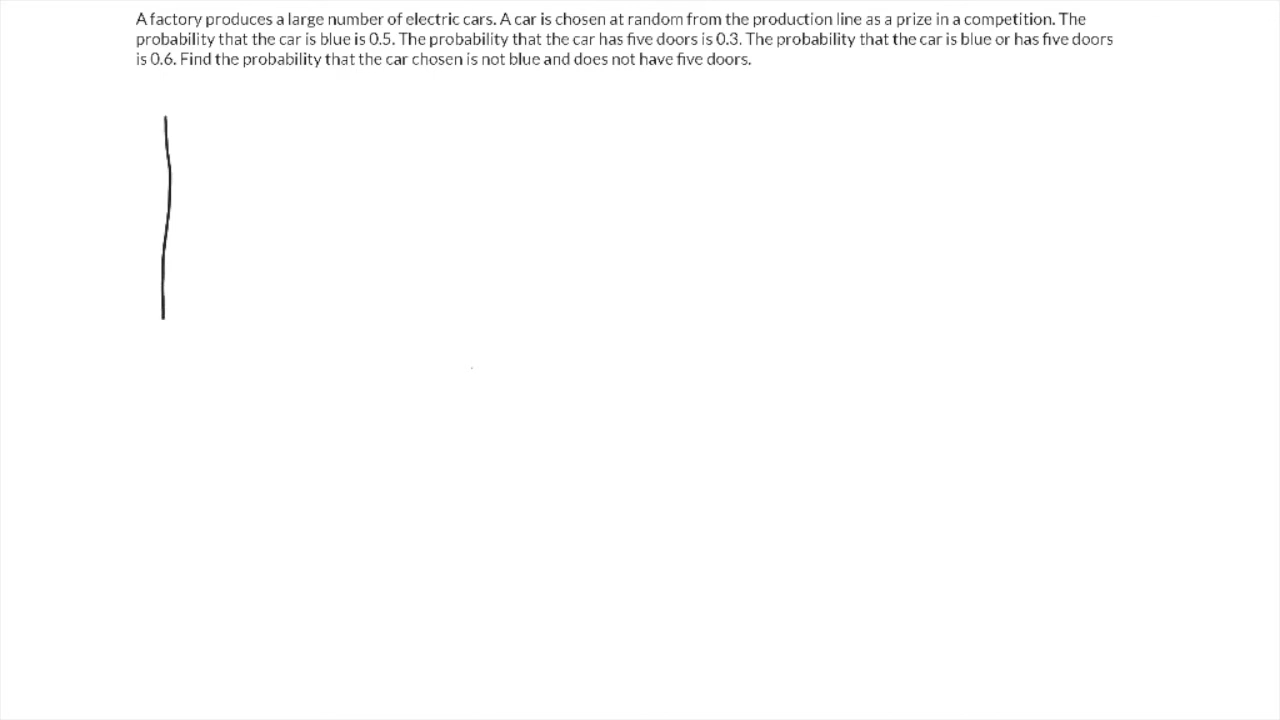 A factory produces a large number of electric cars. A car is chosen at random from the production line as a prize in a competition. The
probability that the car is blue is 0.5. The probability that the car has five doors is 0.3. The probability that the car is blue or has five doors
is 0.6. Find the probability that the car chosen is not blue and does not have five doors.